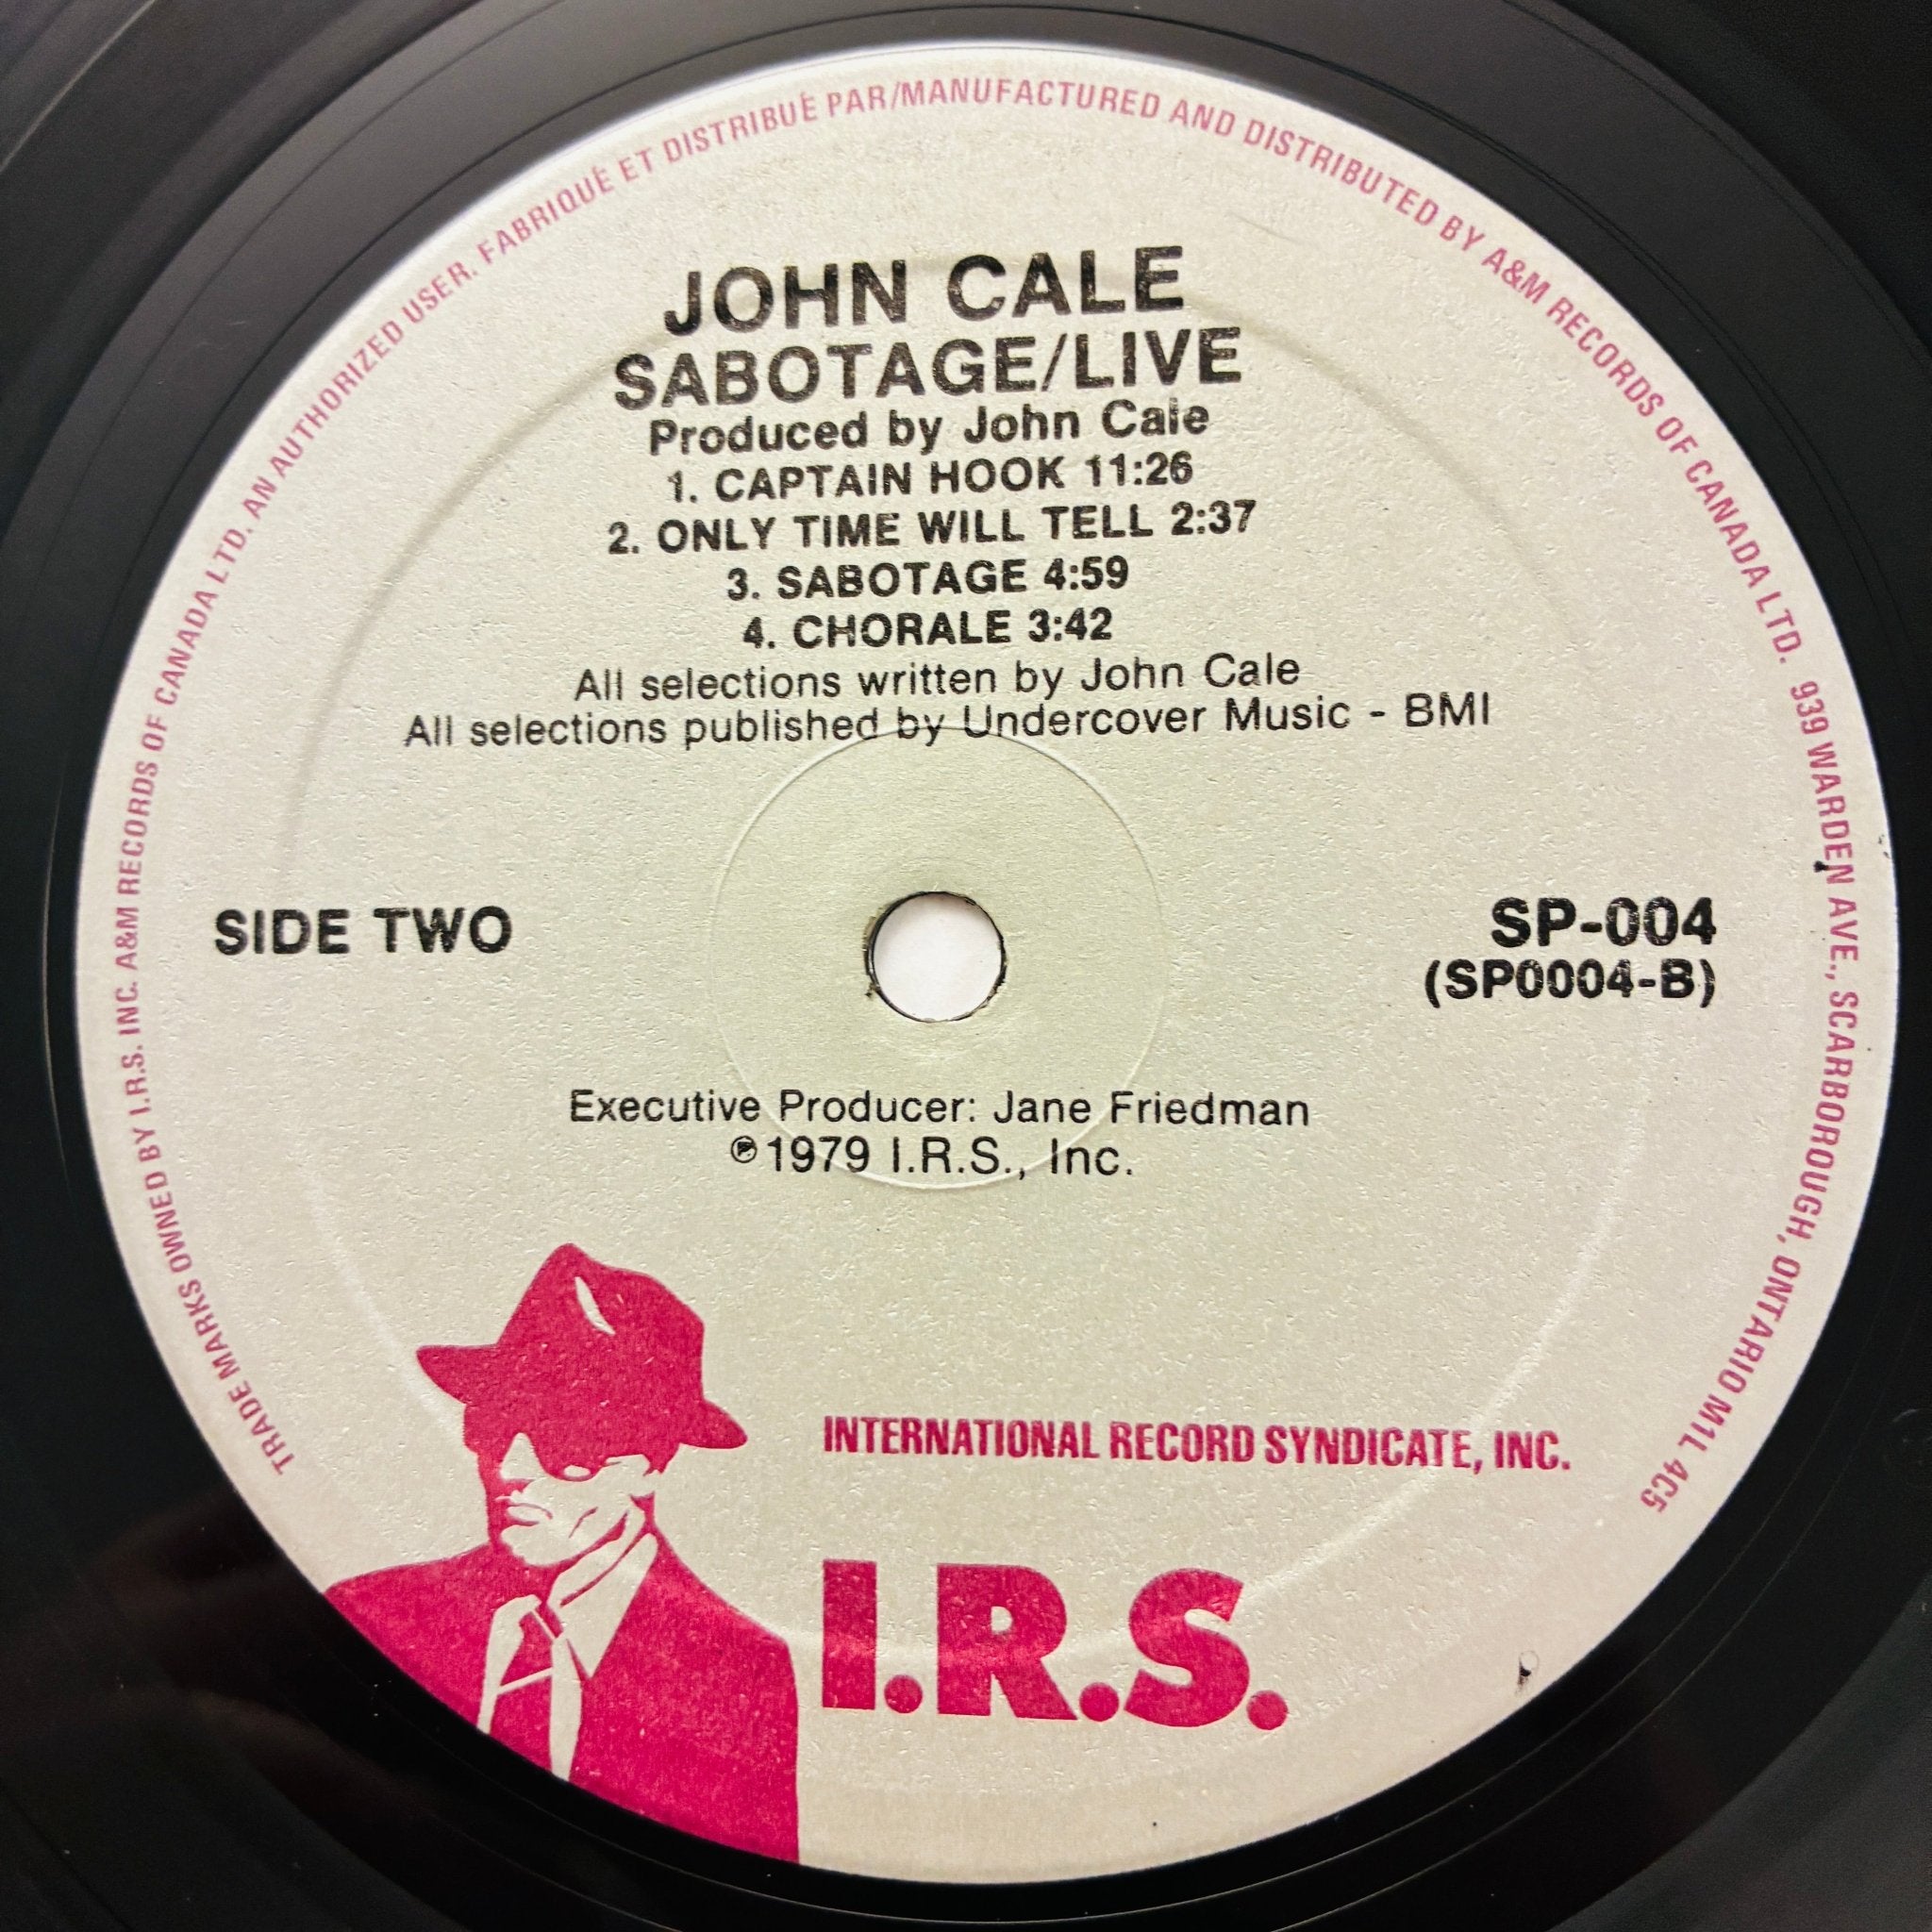 TRADE MARKS OWNED BY I.R.S. INC. A&M RECORDS OF CANADA LTD. AN AUTHORIZED USER. FABRIQUÉ ET DISTRIBUÉ PAR/MANUFACTURED AND DISTRIBUTED BY A&M RECORDS OF CANADA LTD. 939 WARDEN AVE., SCARBOROUGH, ONTARIO M1L 4C5
JOHN CALE
SABOTAGE/LIVE
Produced by John Cale
1. CAPTAIN HOOK 11:26
2. ONLY TIME WILL TELL 2:37
3. SABOTAGE 4:59
4. CHORALE 3:42
All selections written by John Cale
All selections published by Undercover Music - BMI
SIDE TWO
SP-004
(SP0004-B)
Executive Producer: Jane Friedman
℗1979 I.R.S., Inc.
INTERNATIONAL RECORD SYNDICATE, INC.
I.R.S.